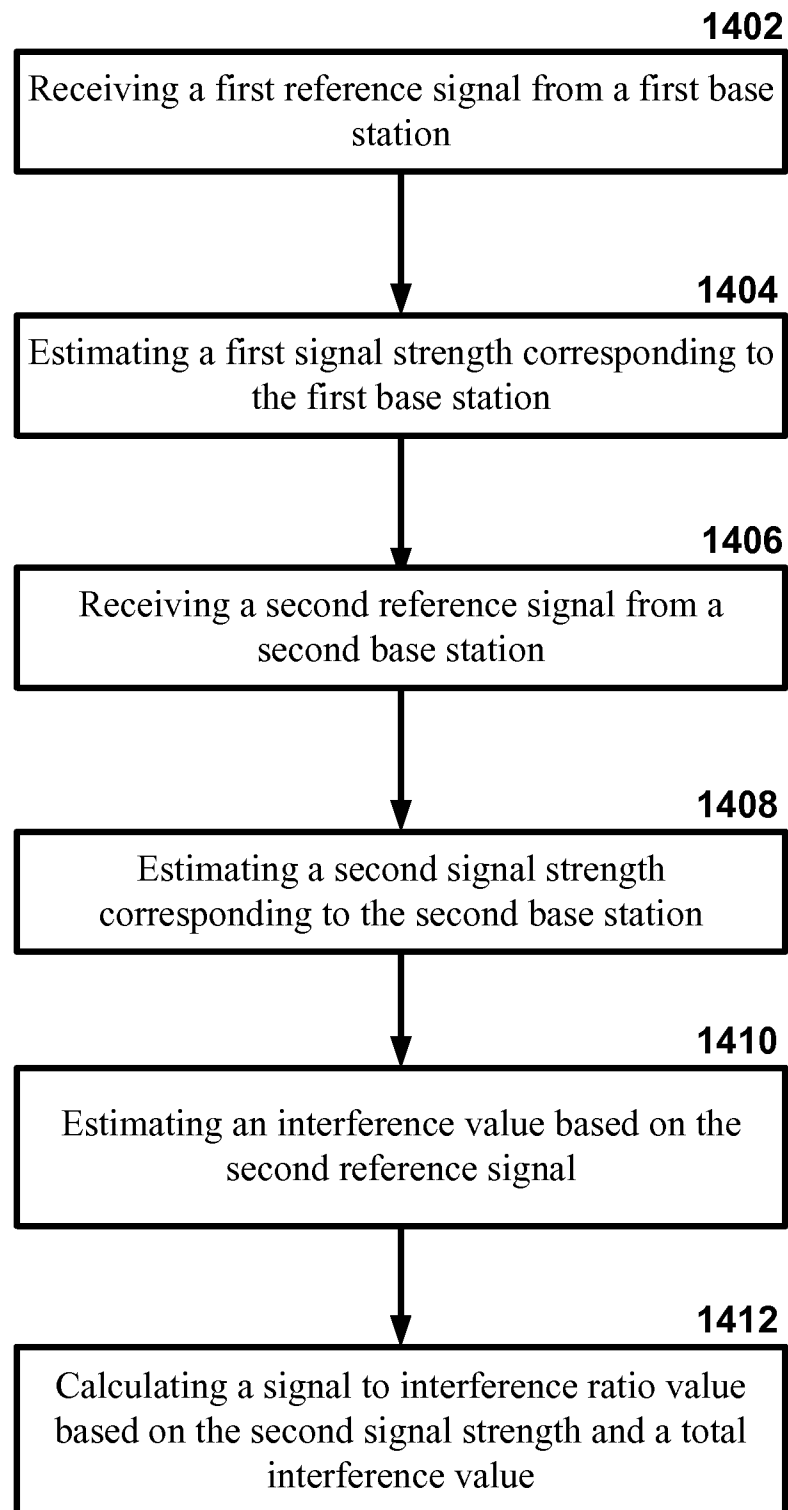 1402
Receiving a first reference signal from a first base
station
1404
Estimating a first signal strength corresponding to
the first base station
1406
Receiving a second reference signal from a
second base station
1408
Estimating a second signal strength
corresponding to the second base station
1410
Estimating an interference value based on the
second reference signal
1412
Calculating a signal to interference ratio value
based on the second signal strength and a total
interference value